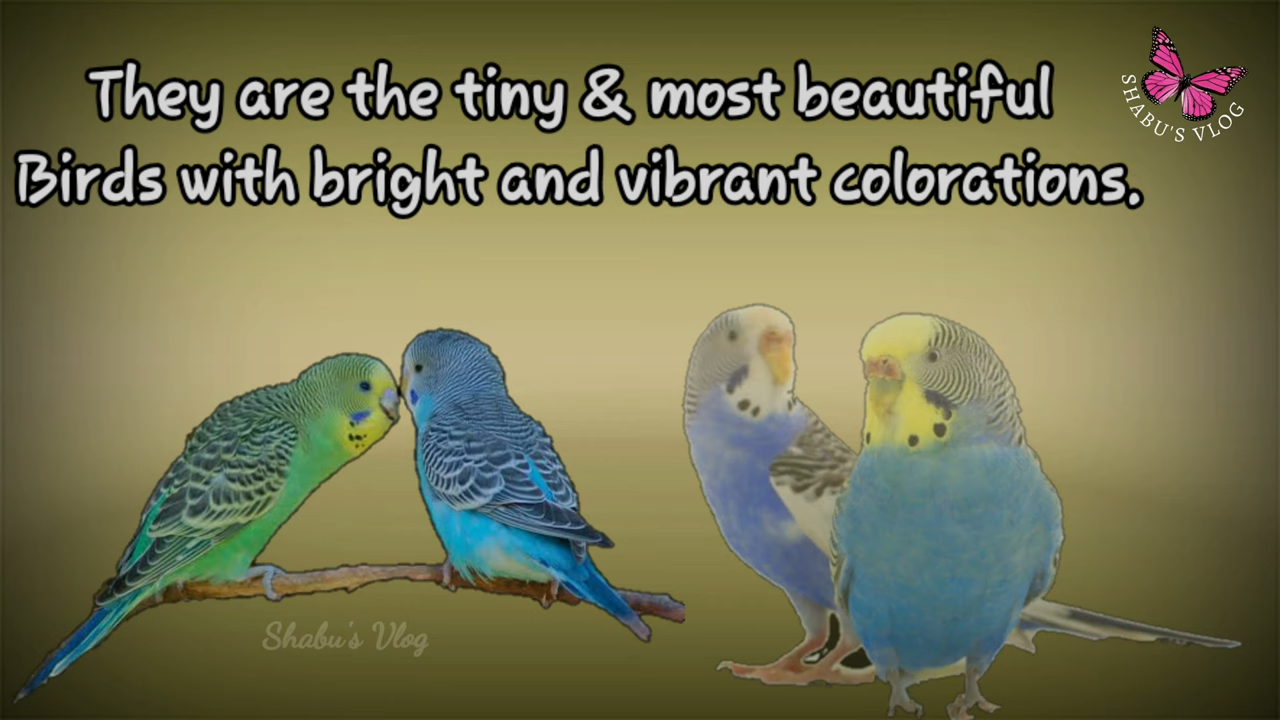 They are the tiny & most beautiful
Birds with bright and vibrant colorations.
SHABU'S VLOG
Shabu's Vlog